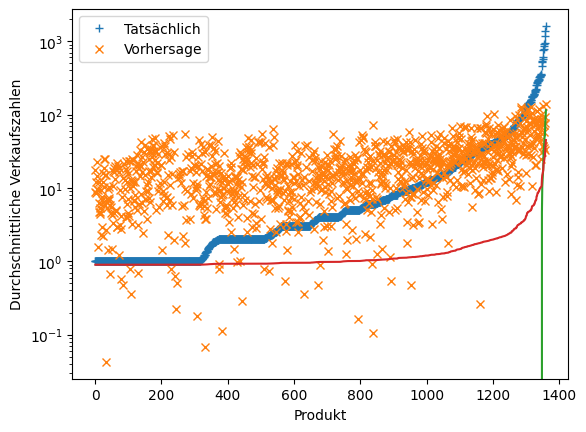 Tatsächlich
Vorhersage
Durchschnittliche Verkaufszahlen
10³
10²
10¹
10⁰
10⁻¹
0 200 400 600 800 1000 1200 1400
Produkt